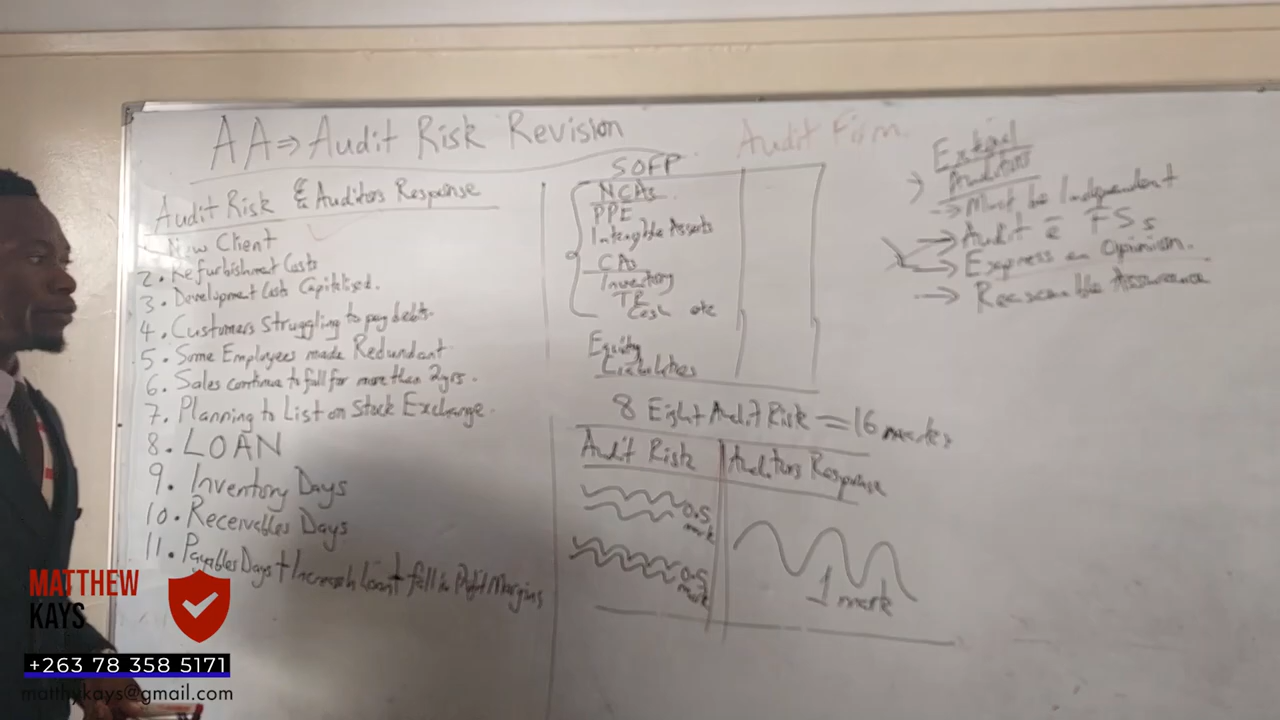 AA ⇒ Audit Risk Revision
Audit Risk & Auditors Response
New Client
2. Refurbishment Costs
3. Development Costs Capitalised.
4. Customers Struggling to pay debts.
5. Some Employees made Redundant
6. Sales continue to fall for more than 2yrs.
7. Planning to List on Stock Exchange.
8. LOAN
9. Inventory Days
10. Receivables Days
11. Payables Days + Increase in Loan + fall in Profit Margins
SOFP
NCAs
PPE
Intangible Assets
CAs
Inventory
TR
Cash etc
Equity
Liabilities
8 Eight Audit Risk = 16 marks
Audit Risk
Auditors Response
0.5 mark
0.5 mark
1 mark
Audit Firm.
External Auditors
→ Must be Independent
→ Audit ē FSs
→ Express an Opinion.
→ Reasonable Assurance
MATTHEW
KAYS
+263 78 358 5171
matthykays@gmail.com